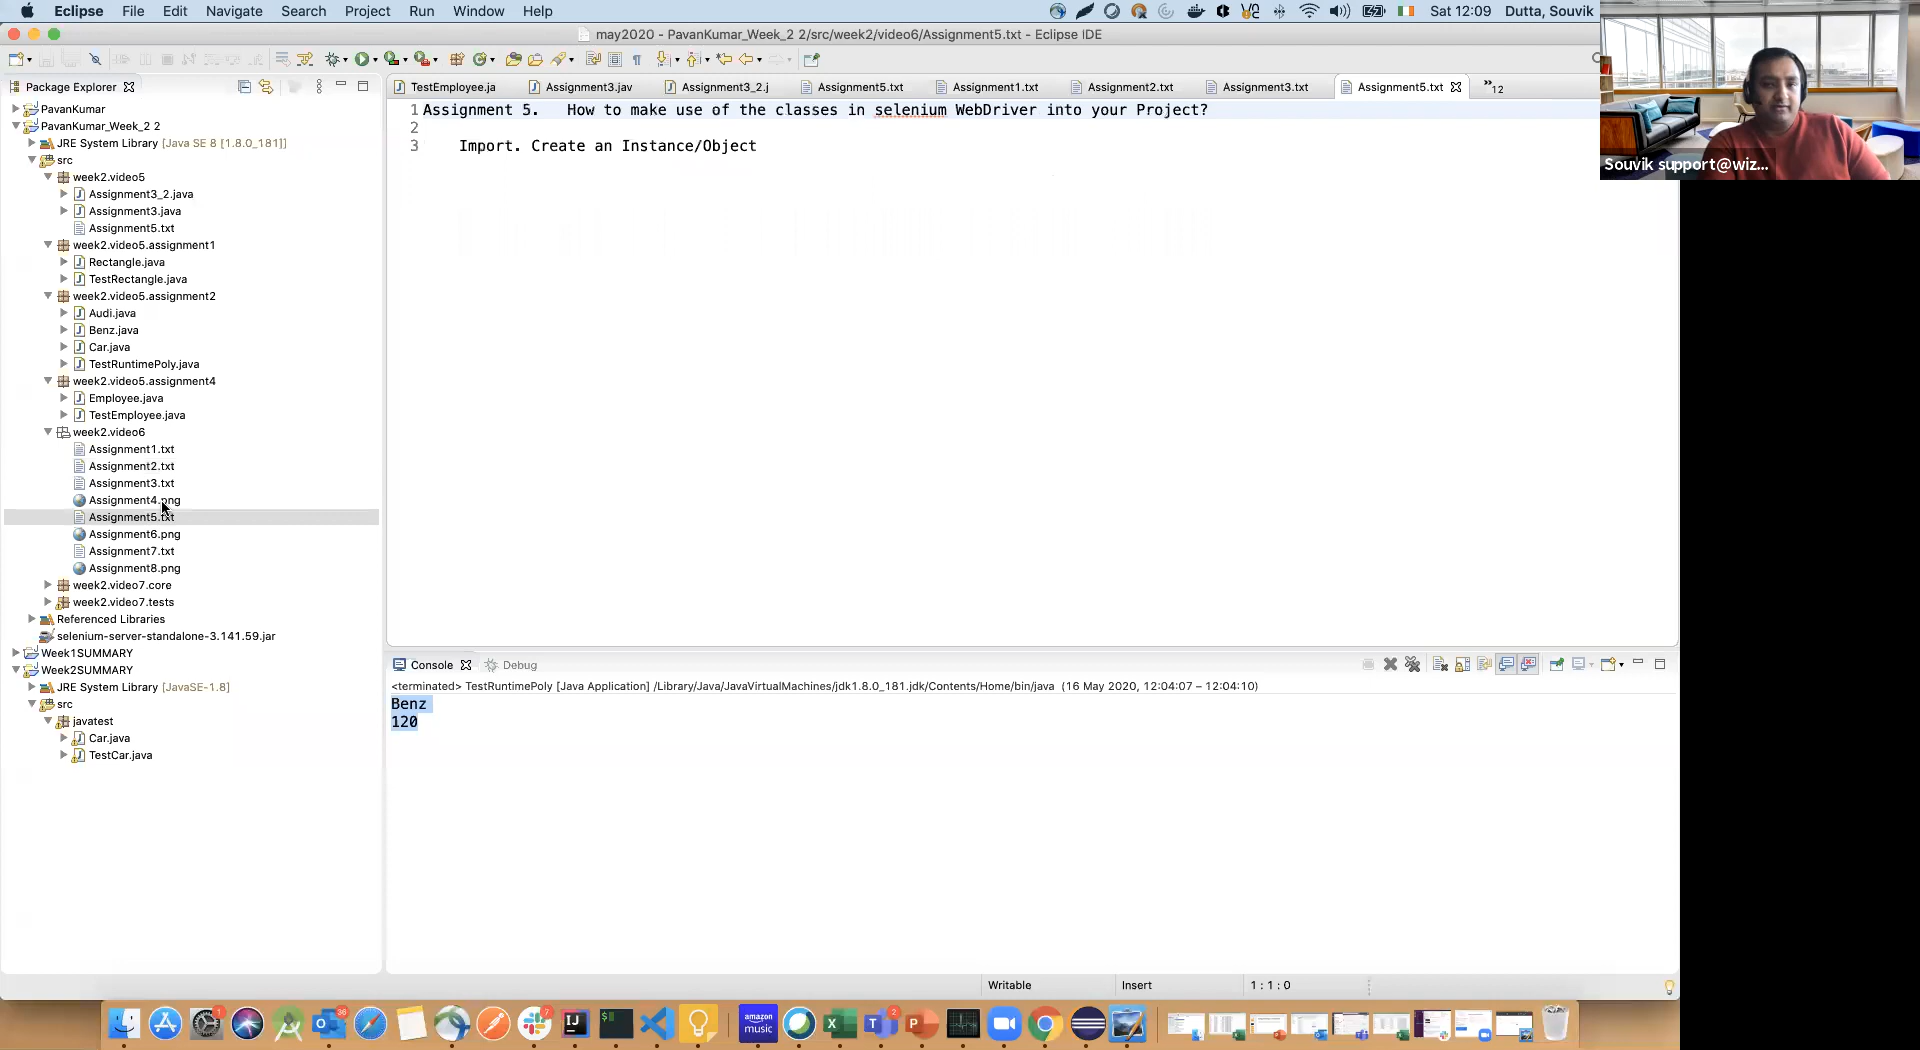 Eclipse File Edit Navigate Search Project Run Window Help Sat 12:09 Dutta, Souvik
may2020 - PavanKumar_Week_2 2/src/week2/video6/Assignment5.txt - Eclipse IDE
Package Explorer
TestEmployee.ja Assignment3.jav Assignment3_2.j Assignment5.txt Assignment1.txt Assignment2.txt Assignment3.txt Assignment5.txt »12
PavanKumar
PavanKumar_Week_2 2
JRE System Library [Java SE 8 [1.8.0_181]]
src
week2.video5
Assignment3_2.java
Assignment3.java
Assignment5.txt
week2.video5.assignment1
Rectangle.java
TestRectangle.java
week2.video5.assignment2
Audi.java
Benz.java
Car.java
TestRuntimePoly.java
week2.video5.assignment4
Employee.java
TestEmployee.java
week2.video6
Assignment1.txt
Assignment2.txt
Assignment3.txt
Assignment4.png
Assignment5.txt
Assignment6.png
Assignment7.txt
Assignment8.png
week2.video7.core
week2.video7.tests
Referenced Libraries
selenium-server-standalone-3.141.59.jar
Week1SUMMARY
Week2SUMMARY
JRE System Library [JavaSE-1.8]
src
javatest
Car.java
TestCar.java
1 Assignment 5. How to make use of the classes in selenium WebDriver into your Project?
2
3 Import. Create an Instance/Object
Souvik support@wiz...
Console Debug
<terminated> TestRuntimePoly [Java Application] /Library/Java/JavaVirtualMachines/jdk1.8.0_181.jdk/Contents/Home/bin/java (16 May 2020, 12:04:07 – 12:04:10)
Benz
120
Writable Insert 1 : 1 : 0
amazon music